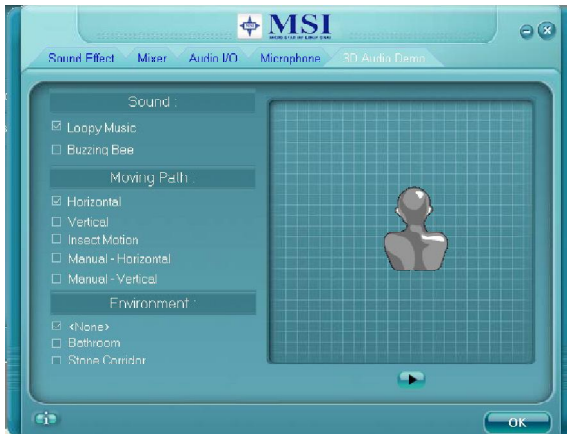 MSI
Sound Effect Mixer Audio I/O Microphone 3D Audio Demo
Sound :
Loopy Music
Buzzing Bee
Moving Path :
Horizontal
Vertical
Insect Motion
Manual - Horizontal
Manual - Vertical
Environment :
<None>
Bathroom
Stone Corridor
OK